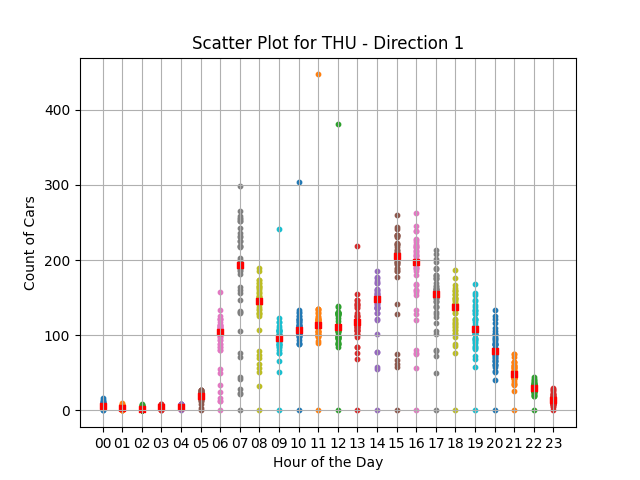 Scatter Plot for THU - Direction 1
Count of Cars
400
300
200
100
0
00 01 02 03 04 05 06 07 08 09 10 11 12 13 14 15 16 17 18 19 20 21 22 23
Hour of the Day